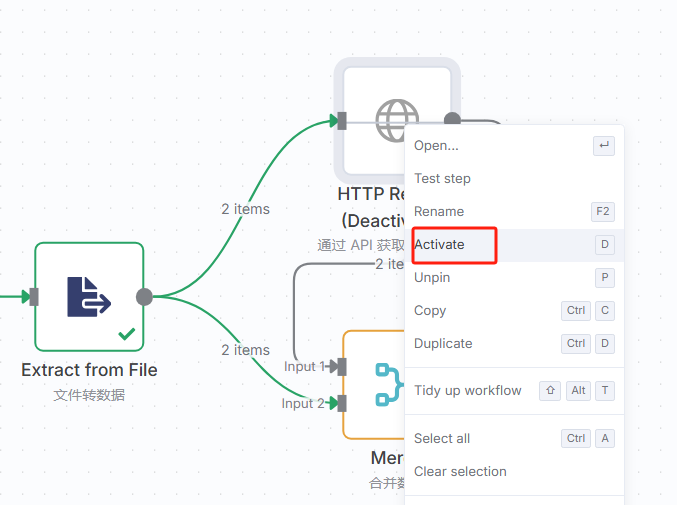 Open...
Test step
HTTP Re
Rename
F2
2 items
(Deactiv
通过 API 获取
Activate
D
2 ite
Unpin
P
Copy
Ctrl C
Duplicate
Ctrl D
2 items
Extract from File
文件转数据
Input 1
Input 2
Tidy up workflow
⇧ Alt T
Select all
Ctrl A
Mer
合并数
Clear selection